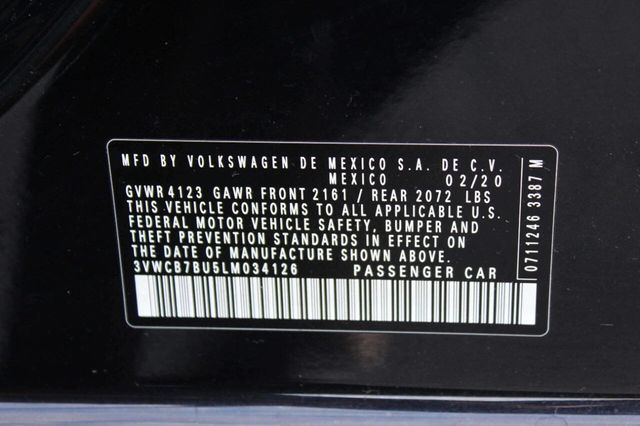 MFD BY VOLKSWAGEN DE MEXICO S.A. DE C.V.
MEXICO 02/20
GVWR 4123 GAWR FRONT 2161 / REAR 2072 LBS
THIS VEHICLE CONFORMS TO ALL APPLICABLE U.S.
FEDERAL MOTOR VEHICLE SAFETY, BUMPER AND
THEFT PREVENTION STANDARDS IN EFFECT ON
THE DATE OF MANUFACTURE SHOWN ABOVE.
3VWCB7BU5LM034126 PASSENGER CAR
0711246 3387 M